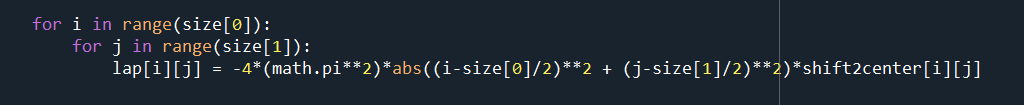 for i in range(size[0]):
for j in range(size[1]):
lap[i][j] = -4*(math.pi**2)*abs((i-size[0]/2)**2 + (j-size[1]/2)**2)*shift2center[i][j]